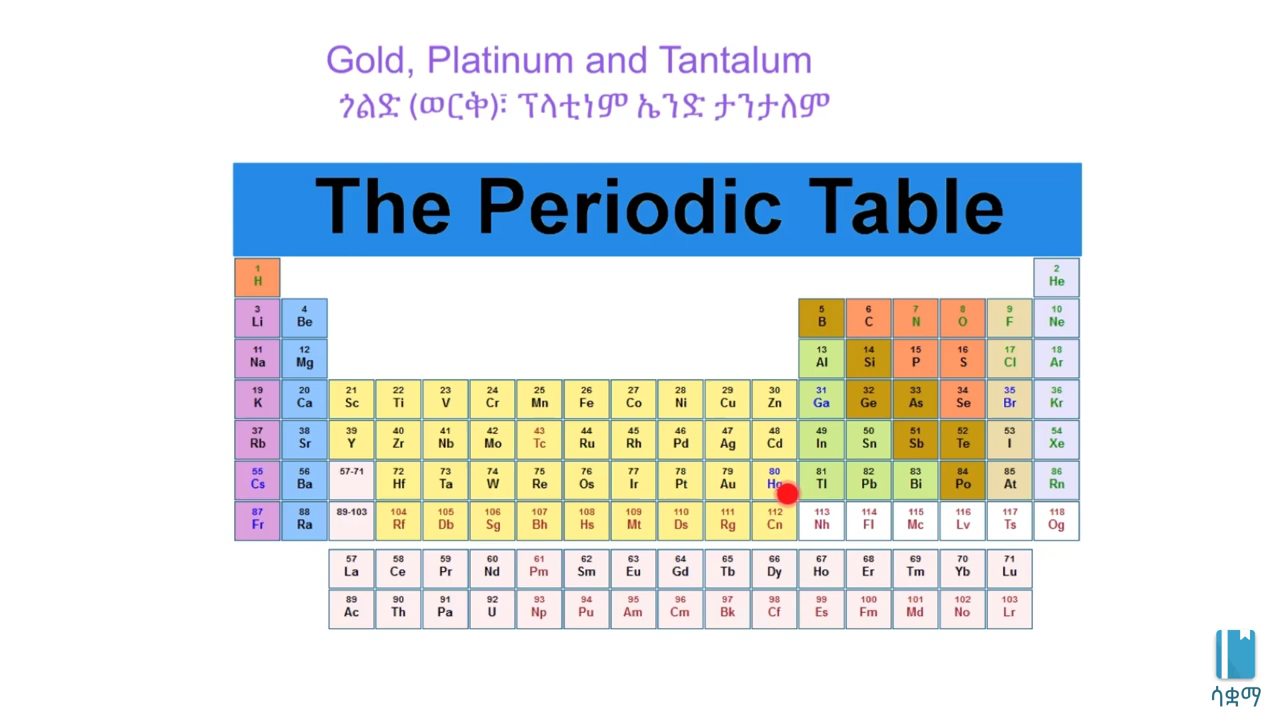 Gold, Platinum and Tantalum
ጎልድ (ወርቅ)፣ ፕላቲነም ኤንድ ታንታለም
The Periodic Table
1 2
H He
3 4 5 6 7 8 9 10
Li Be B C N O F Ne
11 12 13 14 15 16 17 18
Na Mg Al Si P S Cl Ar
19 20 21 22 23 24 25 26 27 28 29 30 31 32 33 34 35 36
K Ca Sc Ti V Cr Mn Fe Co Ni Cu Zn Ga Ge As Se Br Kr
37 38 39 40 41 42 43 44 45 46 47 48 49 50 51 52 53 54
Rb Sr Y Zr Nb Mo Tc Ru Rh Pd Ag Cd In Sn Sb Te I Xe
55 56 57-71 72 73 74 75 76 77 78 79 80 81 82 83 84 85 86
Cs Ba Hf Ta W Re Os Ir Pt Au Hg Tl Pb Bi Po At Rn
87 88 89-103 104 105 106 107 108 109 110 111 112 113 114 115 116 117 118
Fr Ra Rf Db Sg Bh Hs Mt Ds Rg Cn Nh Fl Mc Lv Ts Og
57 58 59 60 61 62 63 64 65 66 67 68 69 70 71
La Ce Pr Nd Pm Sm Eu Gd Tb Dy Ho Er Tm Yb Lu
89 90 91 92 93 94 95 96 97 98 99 100 101 102 103
Ac Th Pa U Np Pu Am Cm Bk Cf Es Fm Md No Lr
ሳቋማ